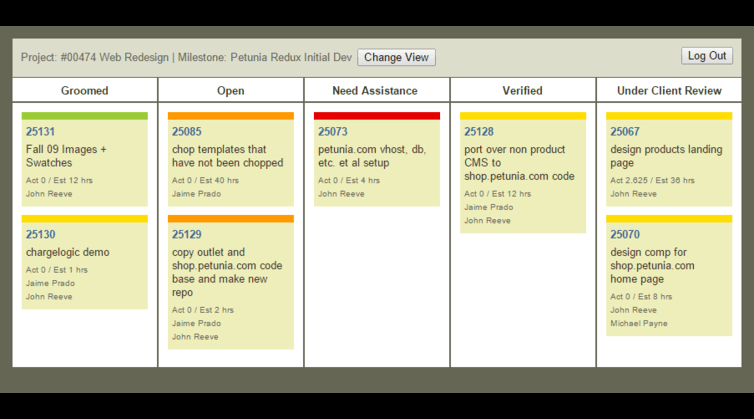 Project: #00474 Web Redesign | Milestone: Petunia Redux Initial Dev Change View Log Out
Groomed Open Need Assistance Verified Under Client Review
25131
Fall 09 Images +
Swatches
Act 0 / Est 12 hrs
John Reeve
25130
chargelogic demo
Act 0 / Est 1 hrs
Jaime Prado
John Reeve
25085
chop templates that
have not been chopped
Act 0 / Est 40 hrs
Jaime Prado
25129
copy outlet and
shop.petunia.com code
base and make new
repo
Act 0 / Est 2 hrs
Jaime Prado
John Reeve
25073
petunia.com vhost, db,
etc. et al setup
Act 0 / Est 4 hrs
John Reeve
25128
port over non product
CMS to
shop.petunia.com code
Act 0 / Est 12 hrs
Jaime Prado
John Reeve
25067
design products landing
page
Act 2.625 / Est 36 hrs
John Reeve
25070
design comp for
shop.petunia.com
home page
Act 0 / Est 8 hrs
John Reeve
Michael Payne